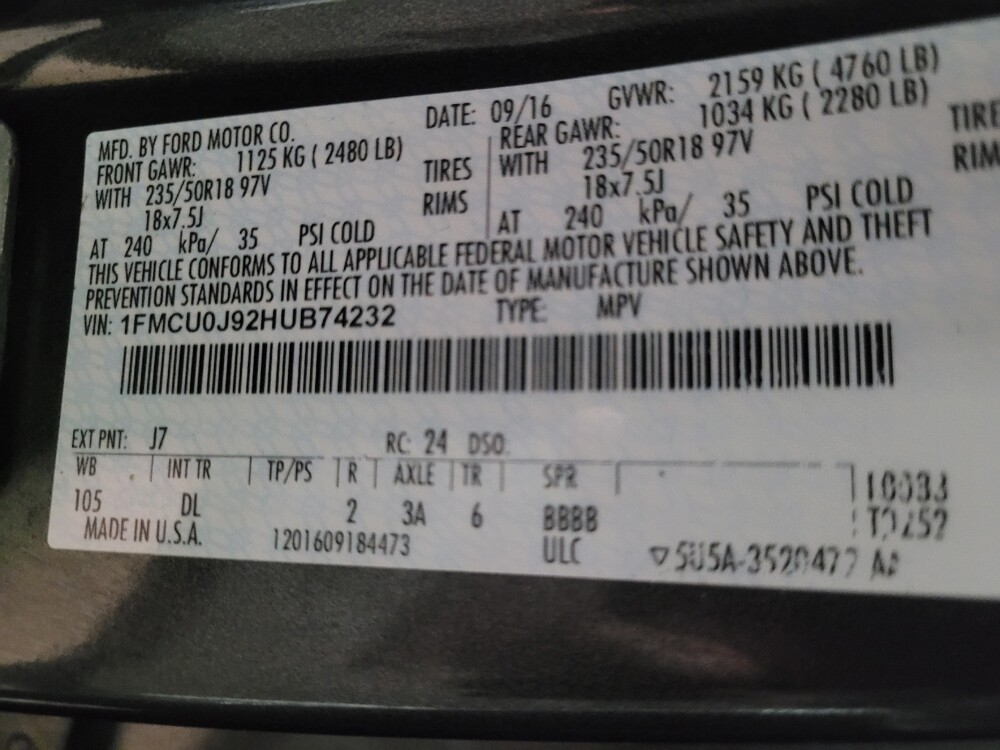 MFD. BY FORD MOTOR CO. DATE: 09/16 GVWR: 2159 KG ( 4760 LB)
FRONT GAWR: 1125 KG ( 2480 LB) REAR GAWR: 1034 KG ( 2280 LB)
WITH 235/50R18 97V TIRES WITH 235/50R18 97V TIRE
18x7.5J RIMS 18x7.5J RIM
AT 240 kPa/ 35 PSI COLD AT 240 kPa/ 35 PSI COLD
THIS VEHICLE CONFORMS TO ALL APPLICABLE FEDERAL MOTOR VEHICLE SAFETY AND THEFT
PREVENTION STANDARDS IN EFFECT ON THE DATE OF MANUFACTURE SHOWN ABOVE.
VIN: 1FMCU0J92HUB74232 TYPE: MPV
EXT PNT: J7 RC: 24 DSO:
WB INT TR TP/PS R AXLE TR SPR
105 DL 2 3A 6 BBBB
MADE IN U.S.A. 1201609184473 ULC